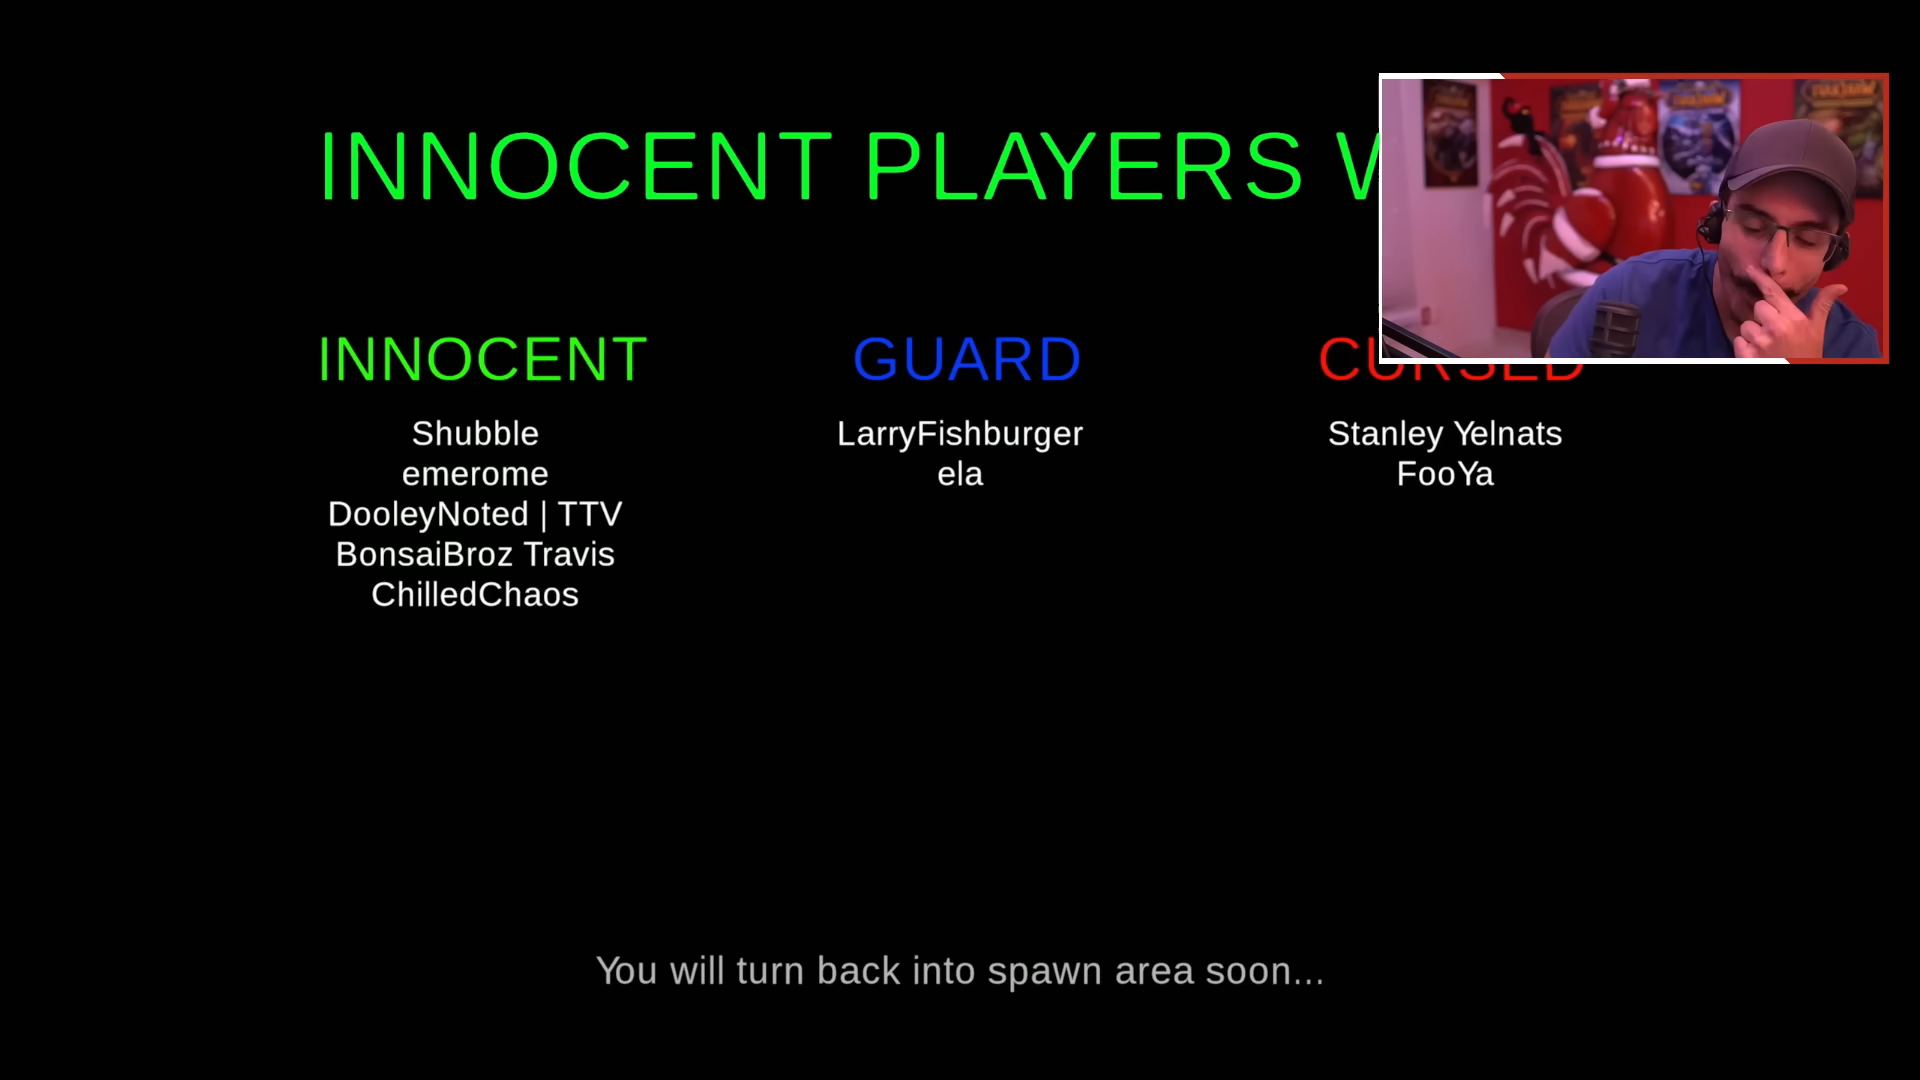 INNOCENT PLAYERS
INNOCENT
GUARD
CURSED
Shubble
emerome
DooleyNoted | TTV
BonsaiBroz Travis
ChilledChaos
LarryFishburger
ela
Stanley Yelnats
FooYa
You will turn back into spawn area soon...